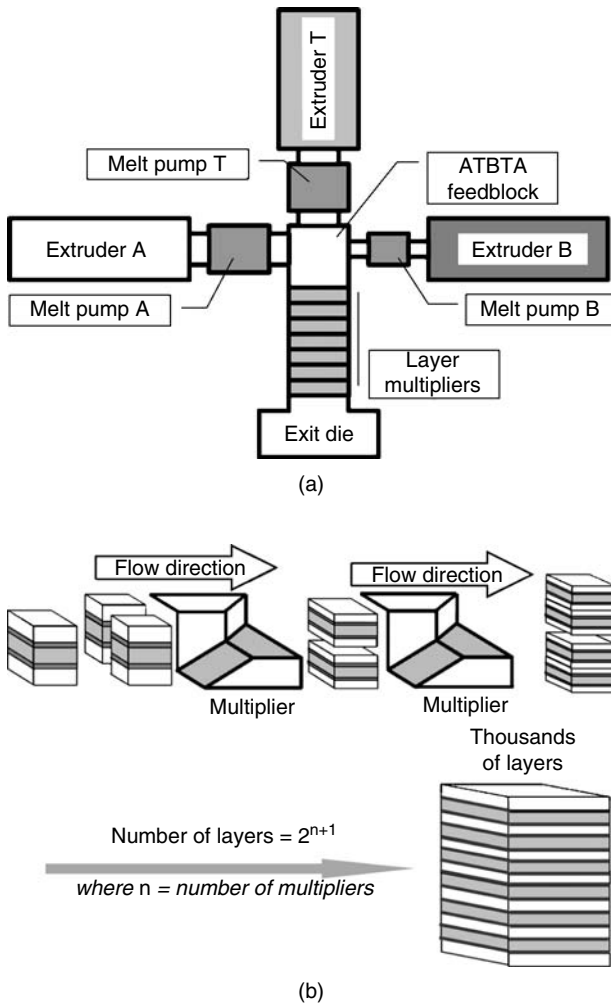 Extruder T
Melt pump T
ATBTA
feedblock
Extruder A
Extruder B
Melt pump A
Melt pump B
Layer
multipliers
Exit die
(a)
Flow direction
Flow direction
Multiplier
Multiplier
Thousands
of layers
Number of layers = 2^{n+1}
where n = number of multipliers
(b)